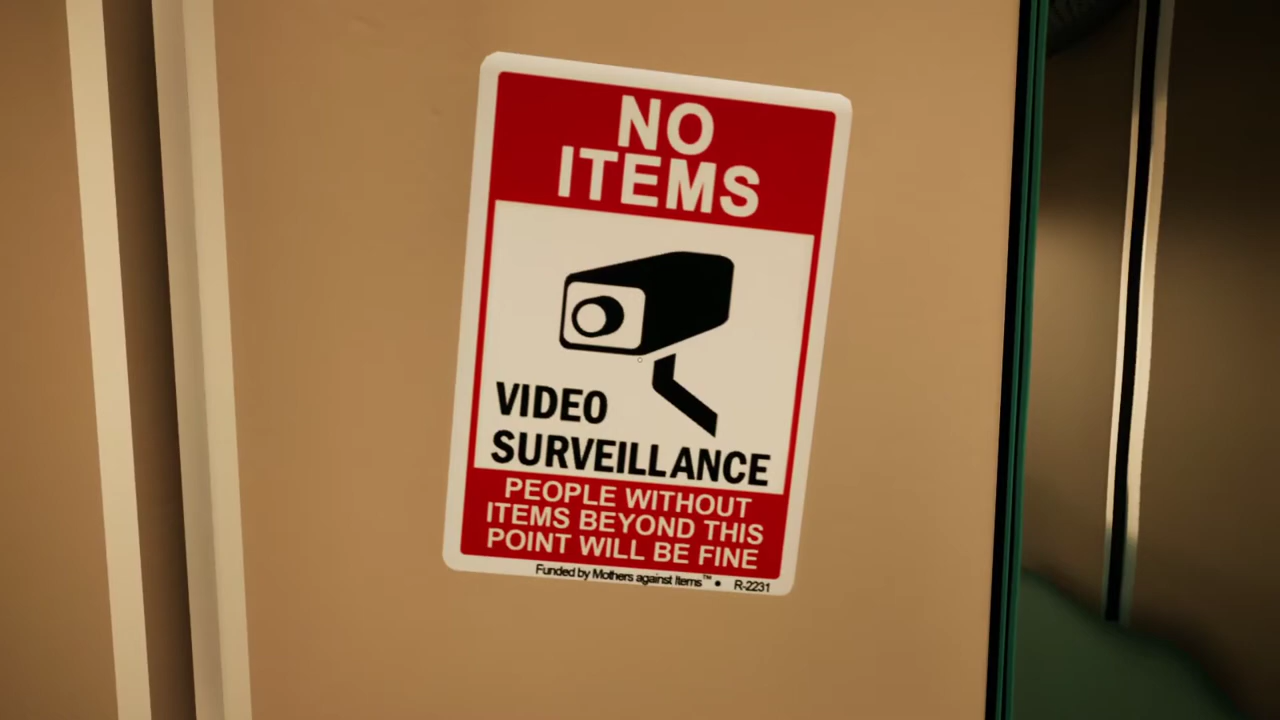 NO
ITEMS
VIDEO
SURVEILLANCE
PEOPLE WITHOUT
ITEMS BEYOND THIS
POINT WILL BE FINE
Funded by Mothers against Items™ • R-2231